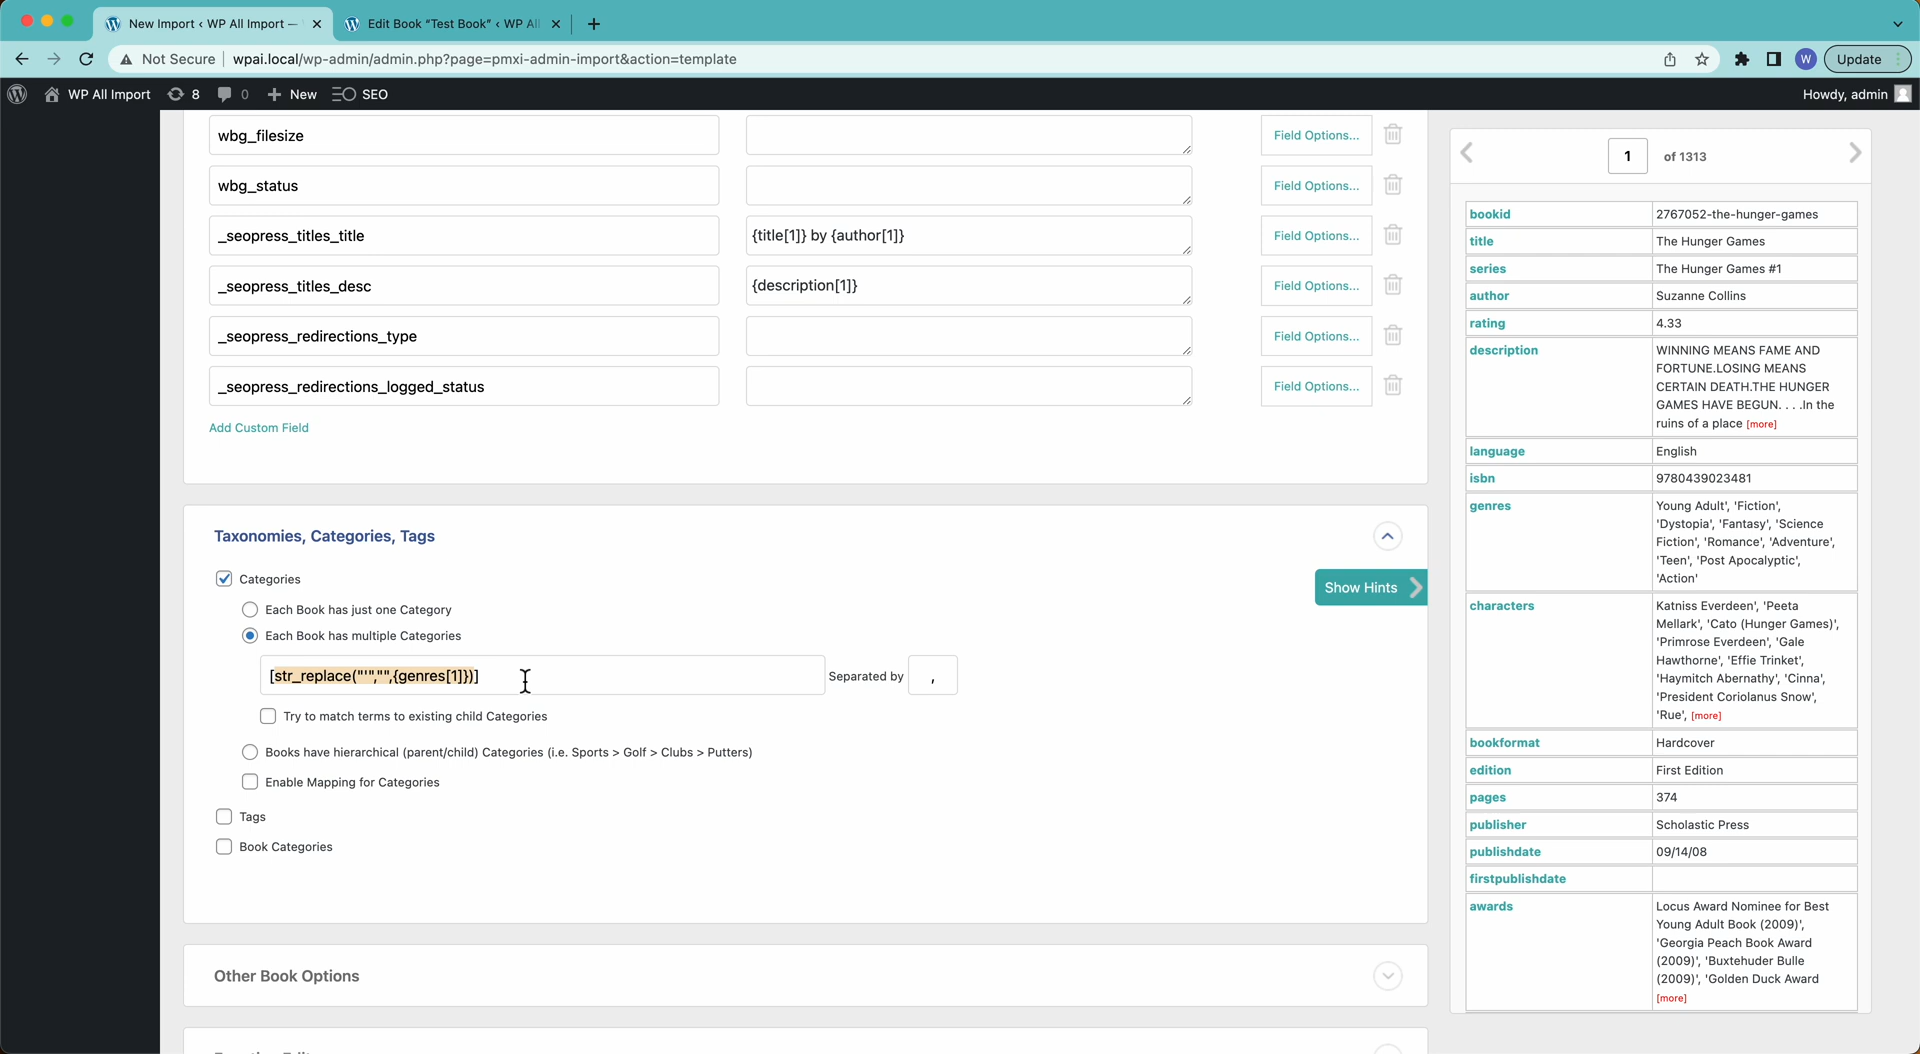 New Import ‹ WP All Import —
Edit Book “Test Book” ‹ WP Al
Not Secure
wpai.local/wp-admin/admin.php?page=pmxi-admin-import&action=template
W
Update
WP All Import
8
0
New
SEO
Howdy, admin
wbg_filesize
Field Options...
wbg_status
Field Options...
_seopress_titles_title
{title[1]} by {author[1]}
Field Options...
_seopress_titles_desc
{description[1]}
Field Options...
_seopress_redirections_type
Field Options...
_seopress_redirections_logged_status
Field Options...
Add Custom Field
Taxonomies, Categories, Tags
Categories
Show Hints
Each Book has just one Category
Each Book has multiple Categories
[str_replace("'","",{genres[1]})]
Separated by
,
Try to match terms to existing child Categories
Books have hierarchical (parent/child) Categories (i.e. Sports > Golf > Clubs > Putters)
Enable Mapping for Categories
Tags
Book Categories
Other Book Options
1
of 1313
bookid
2767052-the-hunger-games
title
The Hunger Games
series
The Hunger Games #1
author
Suzanne Collins
rating
4.33
description
WINNING MEANS FAME AND
FORTUNE.LOSING MEANS
CERTAIN DEATH.THE HUNGER
GAMES HAVE BEGUN. . . .In the
ruins of a place [more]
language
English
isbn
9780439023481
genres
Young Adult', 'Fiction',
'Dystopia', 'Fantasy', 'Science
Fiction', 'Romance', 'Adventure',
'Teen', 'Post Apocalyptic',
'Action'
characters
Katniss Everdeen', 'Peeta
Mellark', 'Cato (Hunger Games)',
'Primrose Everdeen', 'Gale
Hawthorne', 'Effie Trinket',
'Haymitch Abernathy', 'Cinna',
'President Coriolanus Snow',
'Rue', [more]
bookformat
Hardcover
edition
First Edition
pages
374
publisher
Scholastic Press
publishdate
09/14/08
firstpublishdate
awards
Locus Award Nominee for Best
Young Adult Book (2009)',
'Georgia Peach Book Award
(2009)', 'Buxtehuder Bulle
(2009)', 'Golden Duck Award
[more]